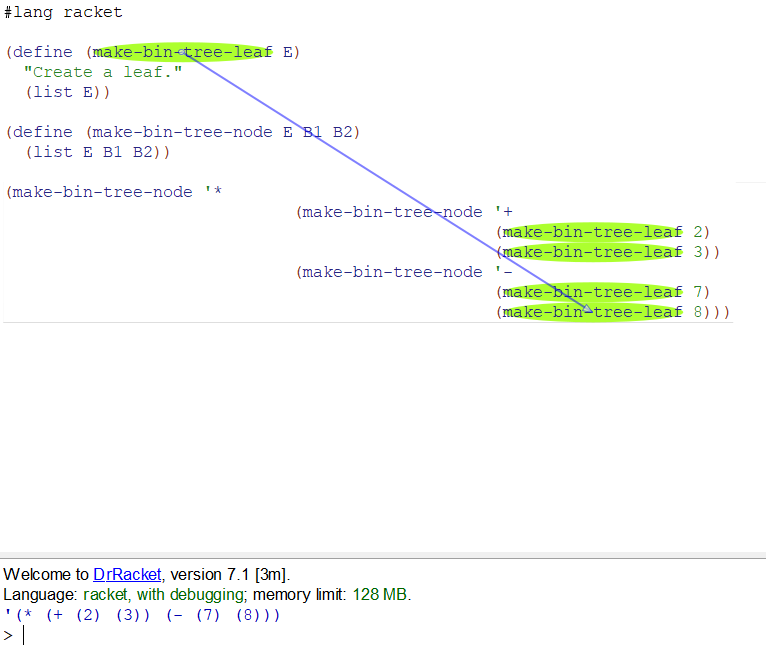 #lang racket
(define (make-bin-tree-leaf E)
"Create a leaf."
(list E))
(define (make-bin-tree-node E B1 B2)
(list E B1 B2))
(make-bin-tree-node '*
(make-bin-tree-node '+
(make-bin-tree-leaf 2)
(make-bin-tree-leaf 3))
(make-bin-tree-node '-
(make-bin-tree-leaf 7)
(make-bin-tree-leaf 8)))
Welcome to DrRacket, version 7.1 [3m].
Language: racket, with debugging; memory limit: 128 MB.
'(* (+ (2) (3)) (- (7) (8)))
>